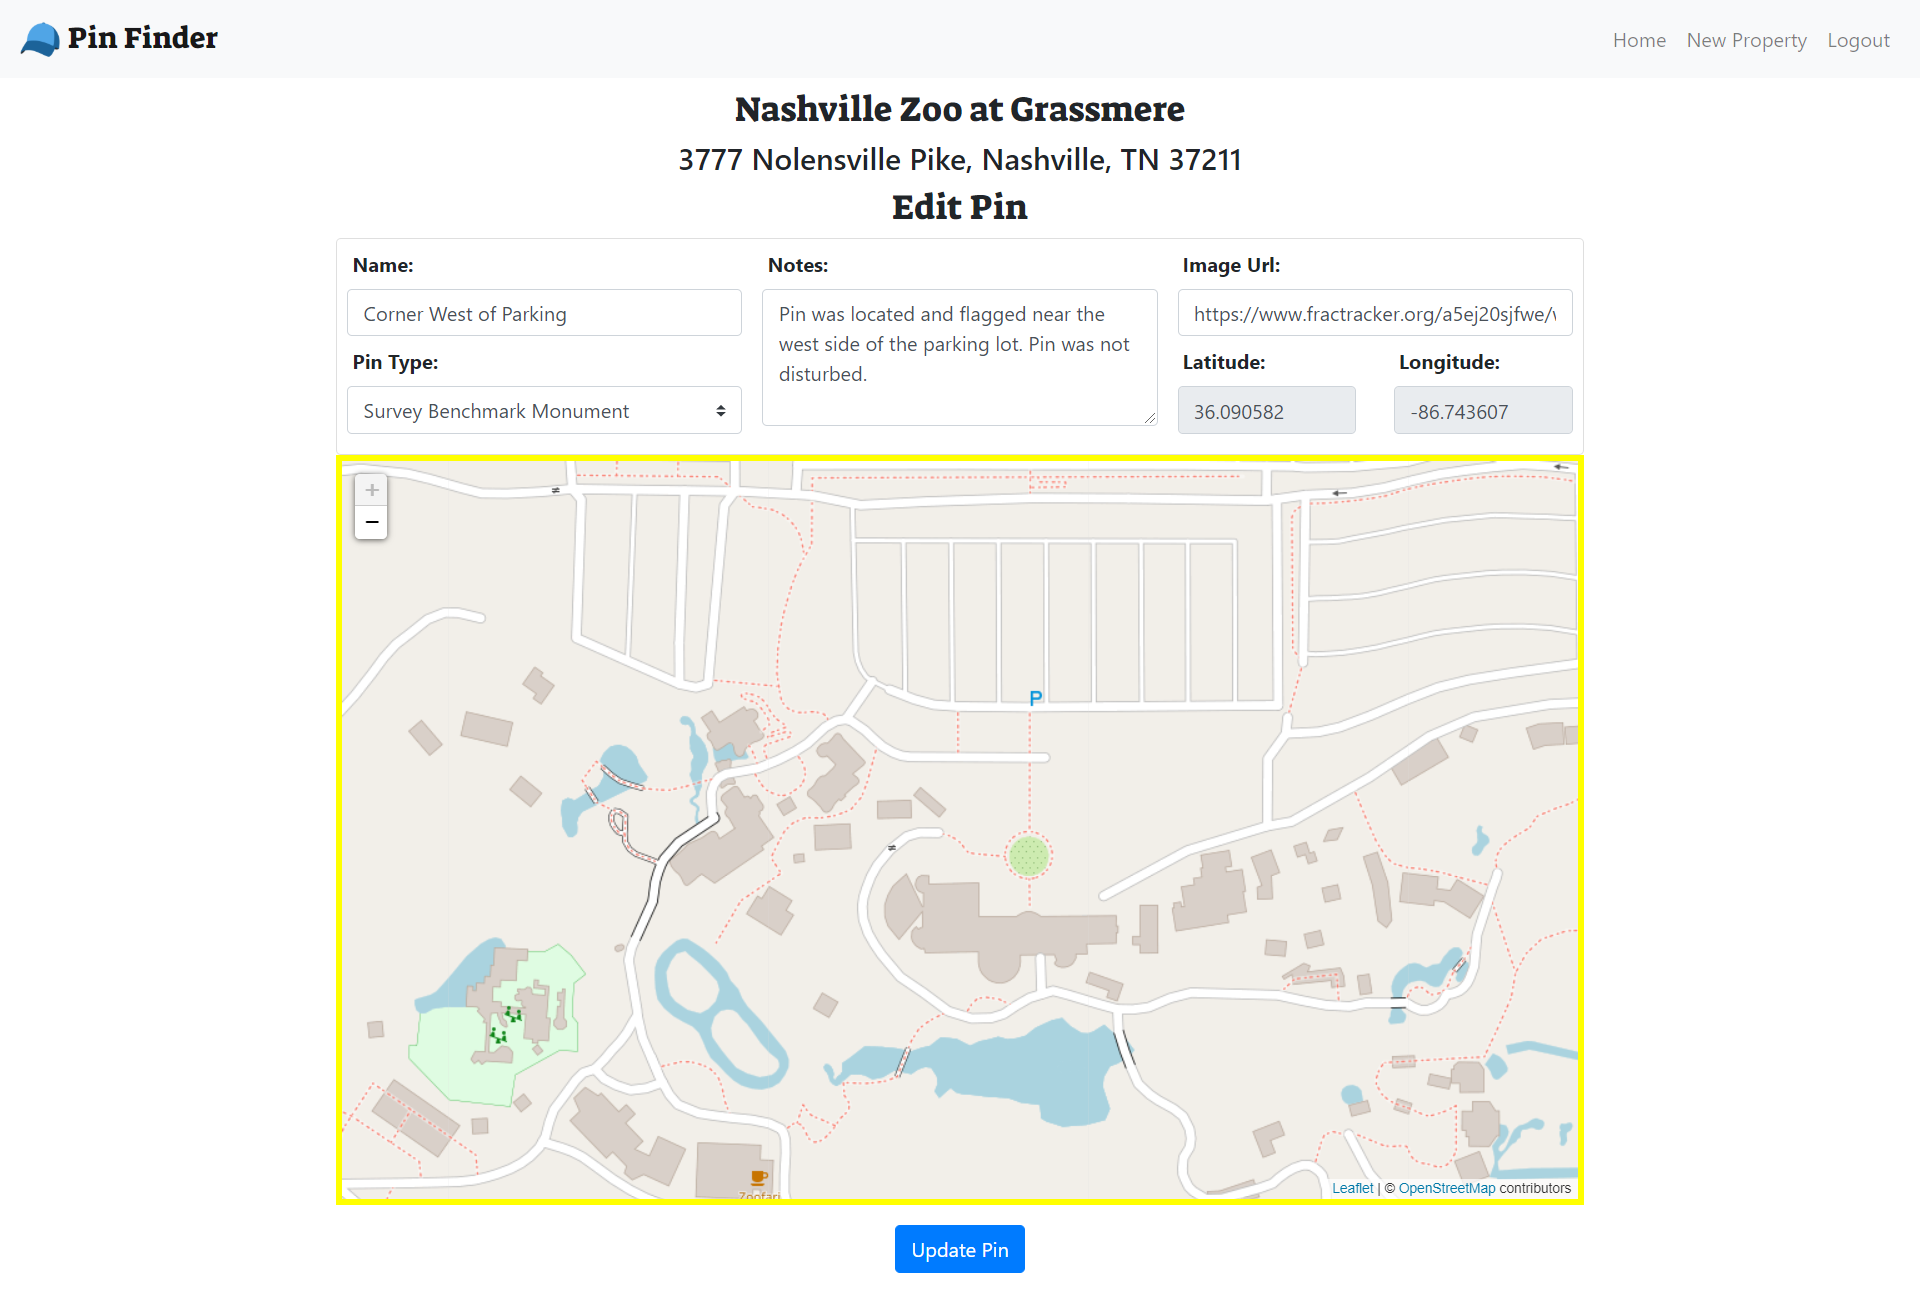 Pin Finder
Home New Property Logout
Nashville Zoo at Grassmere
3777 Nolensville Pike, Nashville, TN 37211
Edit Pin
Name:
Corner West of Parking
Pin Type:
Survey Benchmark Monument
Notes:
Pin was located and flagged near the
west side of the parking lot. Pin was not
disturbed.
Image Url:
https://www.fractracker.org/a5ej20sjfwe/
Latitude:
36.090582
Longitude:
-86.743607
+
−
P
Zoofari
Leaflet | © OpenStreetMap contributors
Update Pin